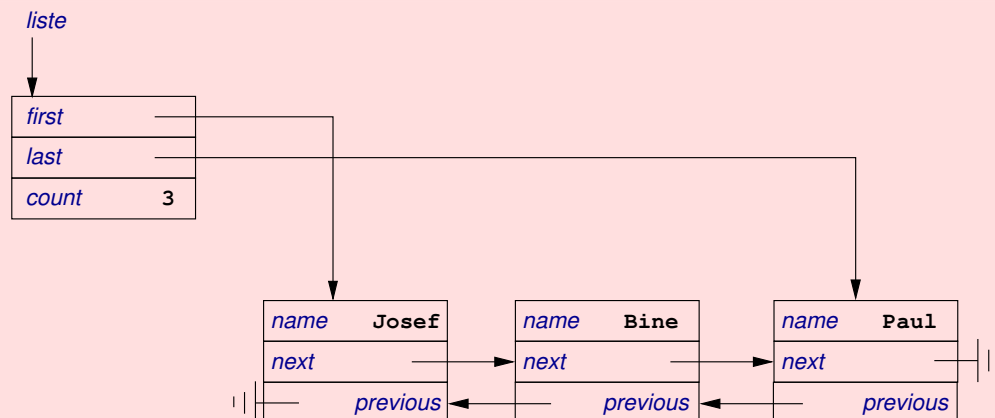 liste
first
last
count 3
name Josef name Bine name Paul
next next next
previous previous previous